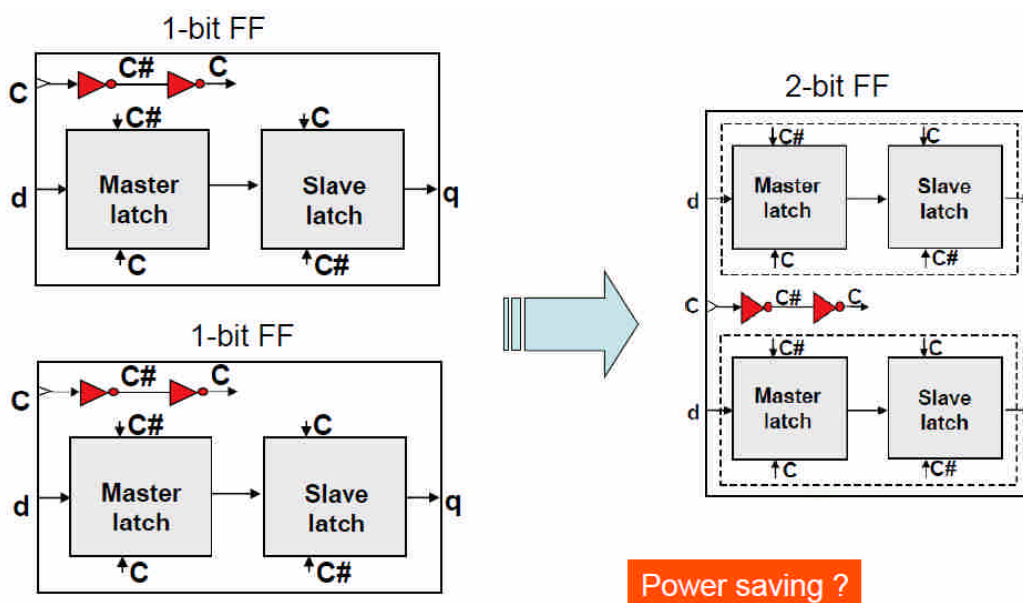 1-bit FF
C# C
C
C# C
d Master latch Slave latch q
C C#
1-bit FF
C# C
C
C# C
d Master latch Slave latch q
C C#
2-bit FF
C# C
d Master latch Slave latch
C C#
C C# C
C# C
d Master latch Slave latch
C C#
Power saving ?